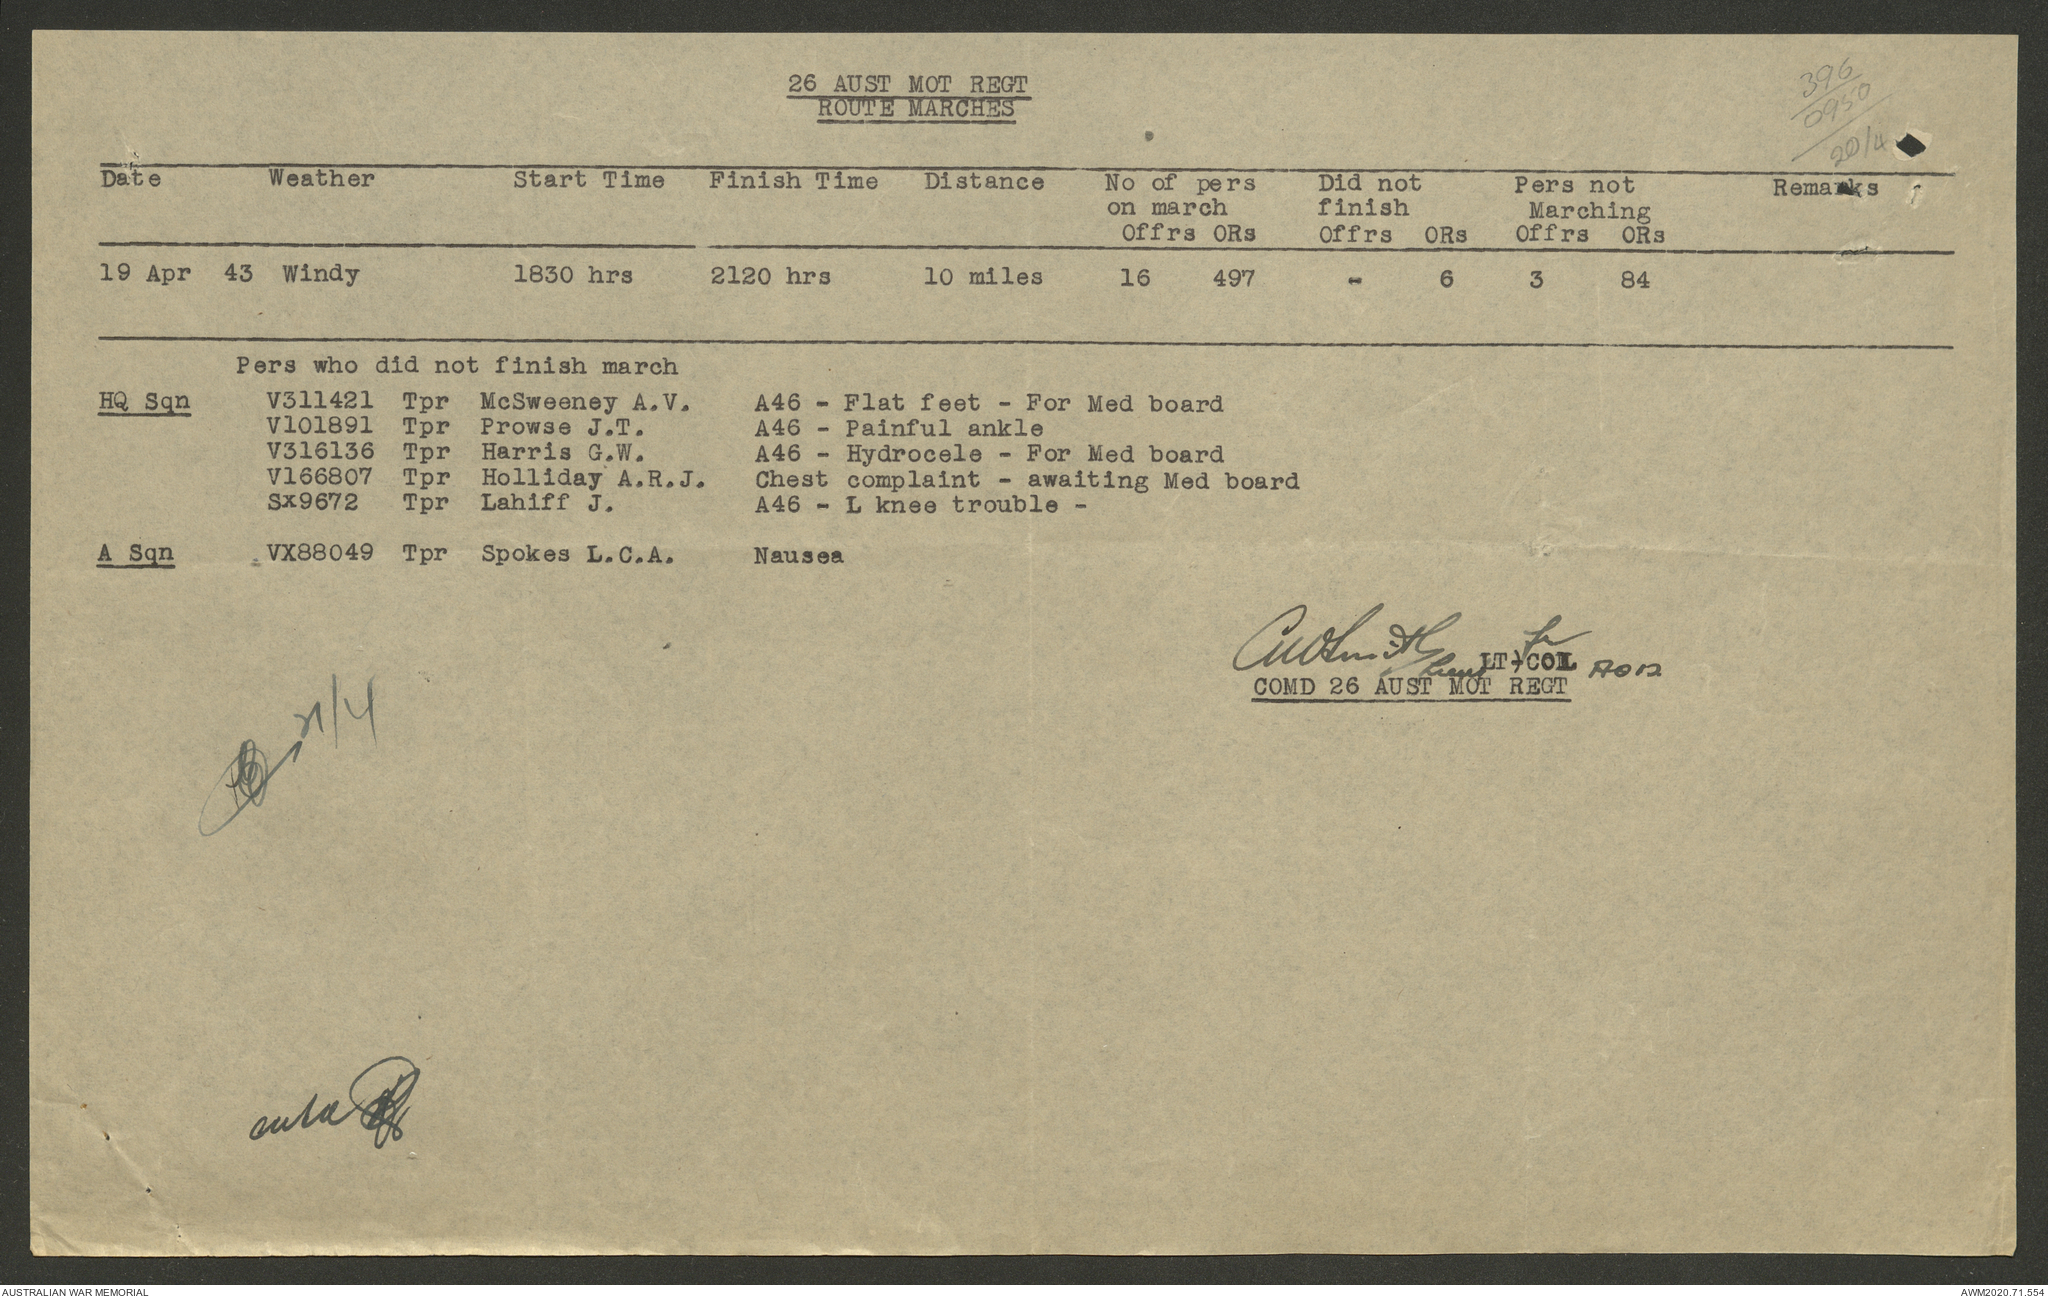 26 AUST MOT REGT
ROUTE MARCHES
396
0950
20/4
Date Weather Start Time Finish Time Distance No of pers Did not Pers not Remarks
on march finish Marching
Offrs ORs Offrs ORs Offrs ORs
19 Apr 43 Windy 1830 hrs 2120 hrs 10 miles 16 497 - 6 3 84
Pers who did not finish march
HQ Sqn V311421 Tpr McSweeney A.V. A46 - Flat feet - For Med board
V101891 Tpr Prowse J.T. A46 - Painful ankle
V316136 Tpr Harris G.W. A46 - Hydrocele - For Med board
V166807 Tpr Holliday A.R.J. Chest complaint - awaiting Med board
SX9672 Tpr Lahiff J. A46 - L knee trouble -
A Sqn VX88049 Tpr Spokes L.C.A. Nausea
LT-COL
COMD 26 AUST MOT REGT
21/4
AUSTRALIAN WAR MEMORIAL AWM2020.71.554